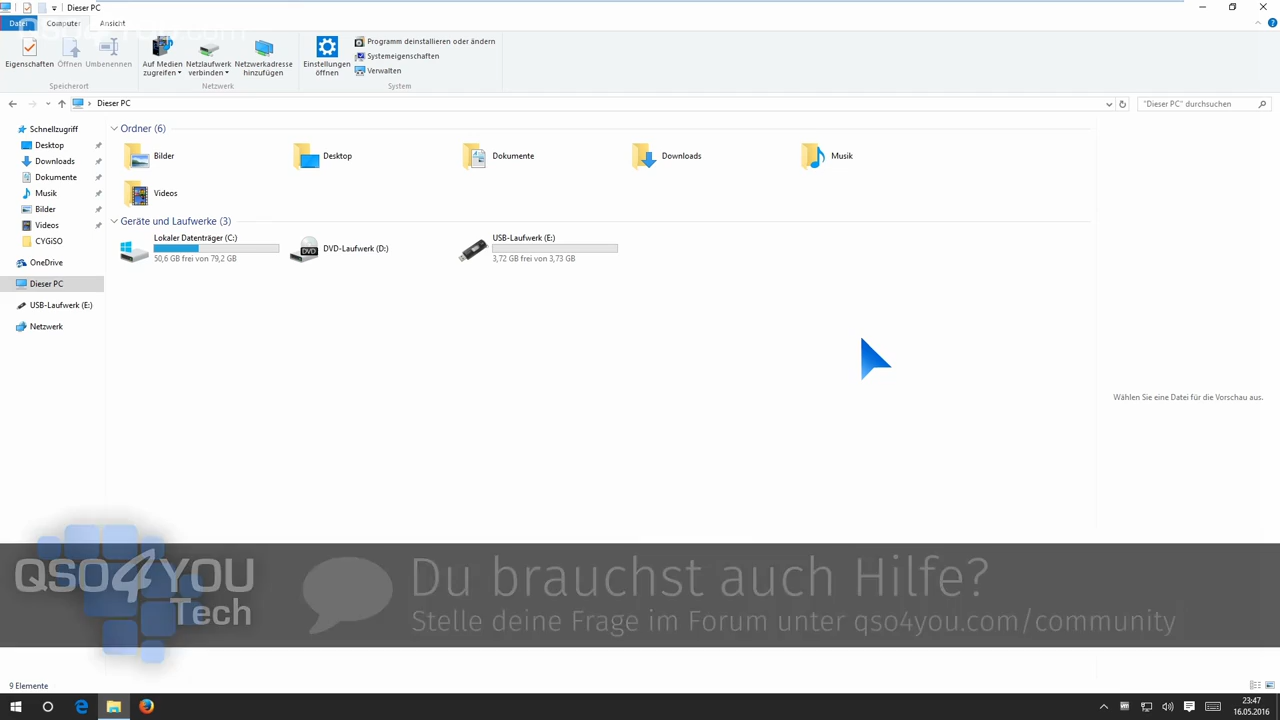 Dieser PC
Datei
Computer
Ansicht
Eigenschaften
Öffnen
Umbenennen
Auf Medien zugreifen
Netzlaufwerk verbinden
Netzwerkadresse hinzufügen
Einstellungen öffnen
Programm deinstallieren oder ändern
Systemeigenschaften
Verwalten
Speicherort
Netzwerk
System
Dieser PC
"Dieser PC" durchsuchen
Schnellzugriff
Desktop
Downloads
Dokumente
Musik
Bilder
Videos
CYGiSO
OneDrive
Dieser PC
USB-Laufwerk (E:)
Netzwerk
Ordner (6)
Bilder
Desktop
Dokumente
Downloads
Musik
Videos
Geräte und Laufwerke (3)
Lokaler Datenträger (C:)
50,6 GB frei von 79,2 GB
DVD
DVD-Laufwerk (D:)
USB-Laufwerk (E:)
3,72 GB frei von 3,73 GB
Wählen Sie eine Datei für die Vorschau aus.
QSO4YOU
Tech
Du brauchst auch Hilfe?
Stelle deine Frage im Forum unter qso4you.com/community
9 Elemente
23:47
16.05.2016